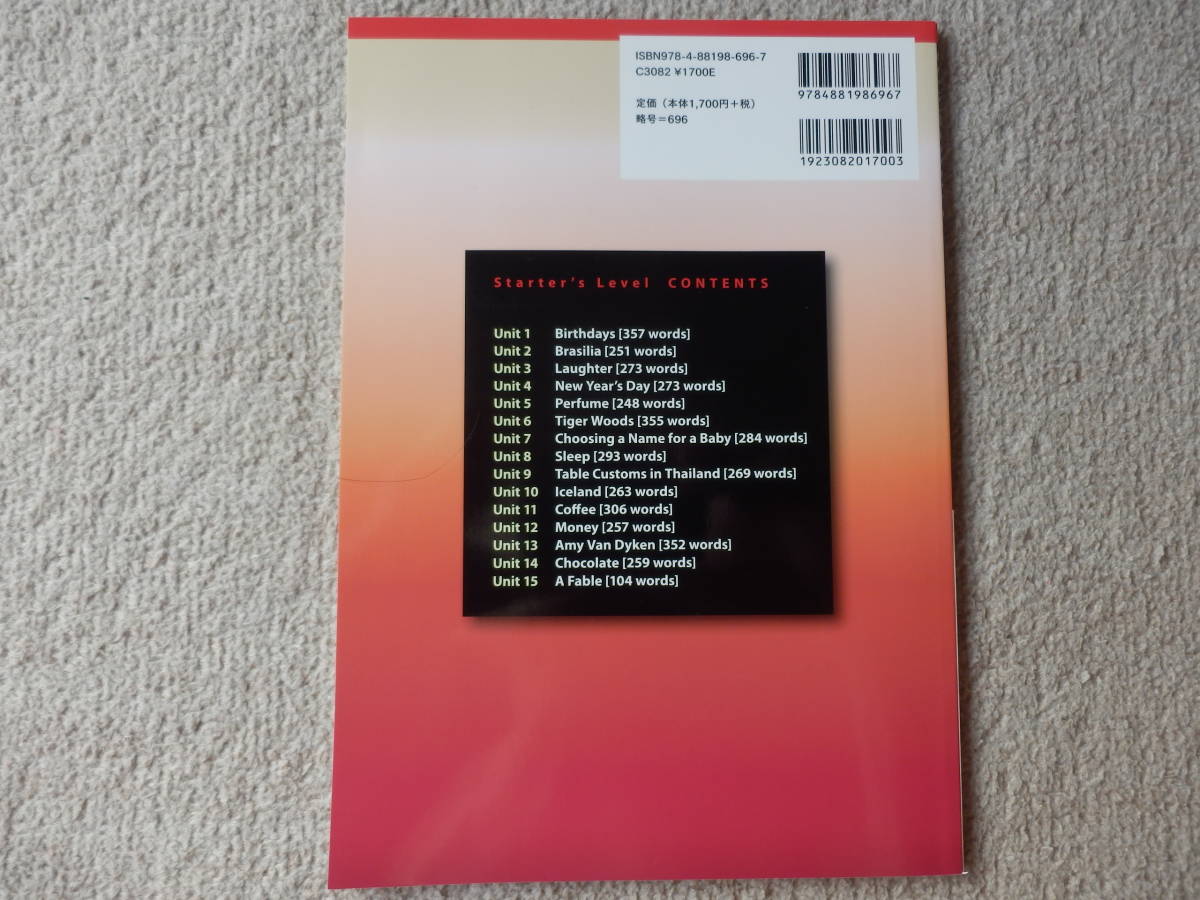 ISBN978-4-88198-696-7
C3082 ¥1700E
定価（本体1,700円＋税）
略号＝696
9784881986967
1923082017003
Starter's Level CONTENTS
Unit 1 Birthdays [357 words]
Unit 2 Brasilia [251 words]
Unit 3 Laughter [273 words]
Unit 4 New Year's Day [273 words]
Unit 5 Perfume [248 words]
Unit 6 Tiger Woods [355 words]
Unit 7 Choosing a Name for a Baby [284 words]
Unit 8 Sleep [293 words]
Unit 9 Table Customs in Thailand [269 words]
Unit 10 Iceland [263 words]
Unit 11 Coffee [306 words]
Unit 12 Money [257 words]
Unit 13 Amy Van Dyken [352 words]
Unit 14 Chocolate [259 words]
Unit 15 A Fable [104 words]